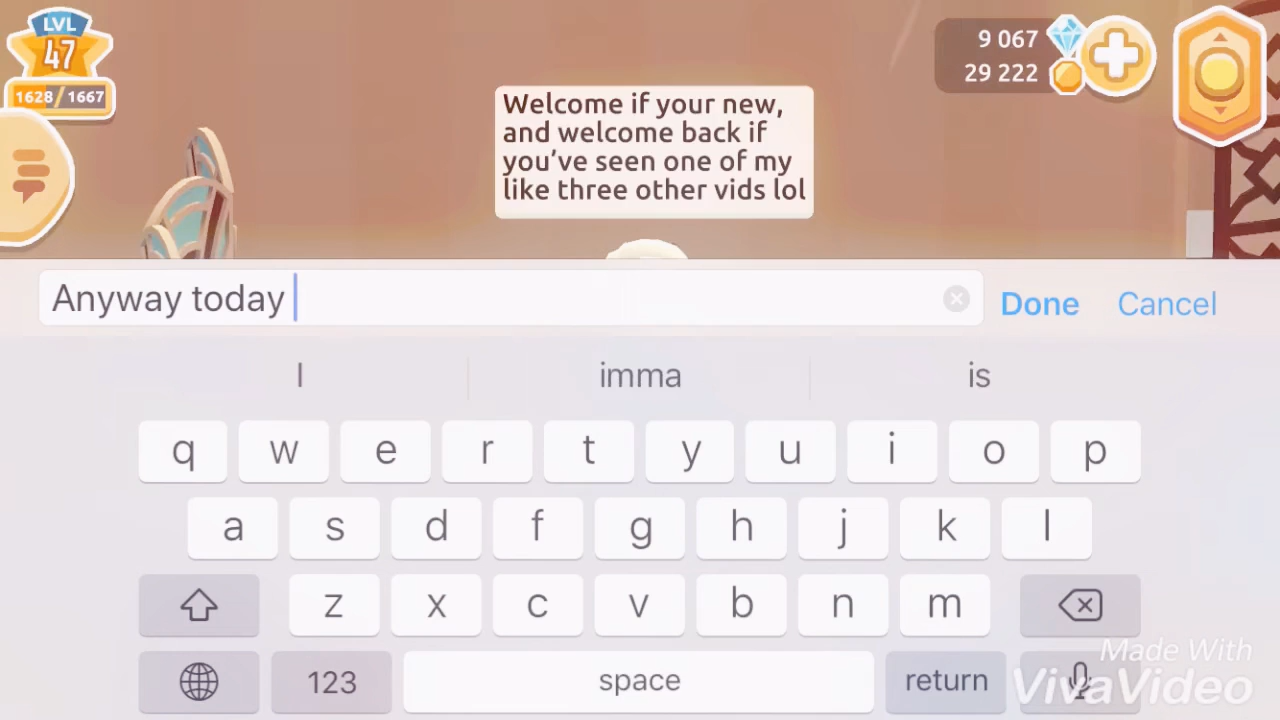 LVL
47
1628/1667
9 067
29 222
Welcome if your new,
and welcome back if
you've seen one of my
like three other vids lol
Anyway today
Done
Cancel
I
imma
is
q w e r t y u i o p
a s d f g h j k l
z x c v b n m
123
space
return
Made With
VivaVideo